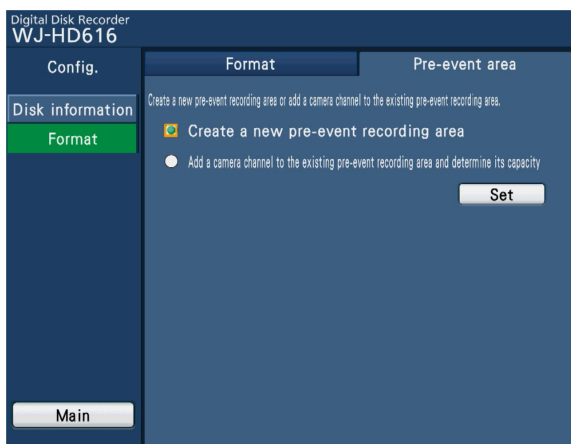 Digital Disk Recorder
WJ-HD616
Config.
Disk information
Format
Main
Format
Pre-event area
Create a new pre-event recording area or add a camera channel to the existing pre-event recording area.
Create a new pre-event recording area
Add a camera channel to the existing pre-event recording area and determine its capacity
Set